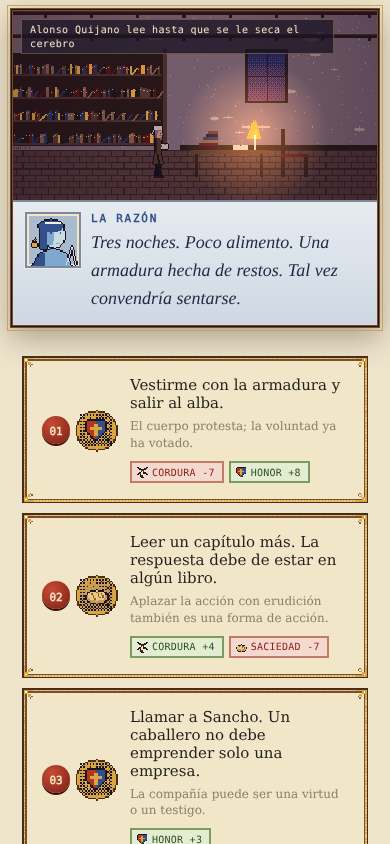 Alonso Quijano lee hasta que se le seca el
cerebro
LA RAZÓN
Tres noches. Poco alimento. Una
armadura hecha de restos. Tal vez
convendría sentarse.
01
Vestirme con la armadura y
salir al alba.
El cuerpo protesta; la voluntad ya
ha votado.
CORDURA -7 HONOR +8
02
Leer un capítulo más. La
respuesta debe de estar en
algún libro.
Aplazar la acción con erudición
también es una forma de acción.
CORDURA +4 SACIEDAD -7
03
Llamar a Sancho. Un
caballero no debe
emprender solo una
empresa.
La compañía puede ser una virtud
o un testigo.
HONOR +3